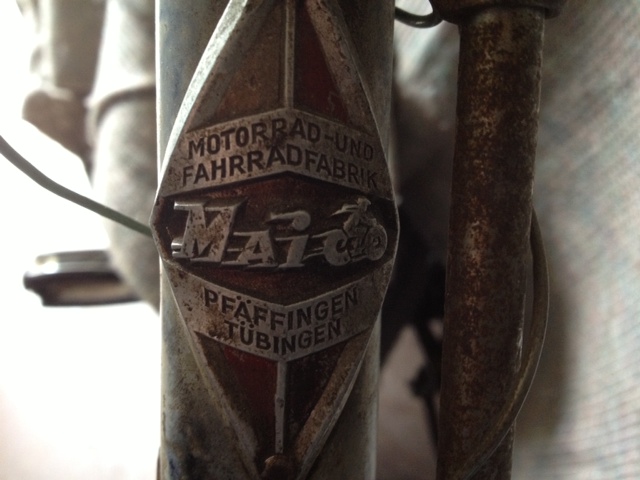 MOTORRAD-UND
FAHRRADFABRIK
MAico
PFÄFFINGEN
TÜBINGEN